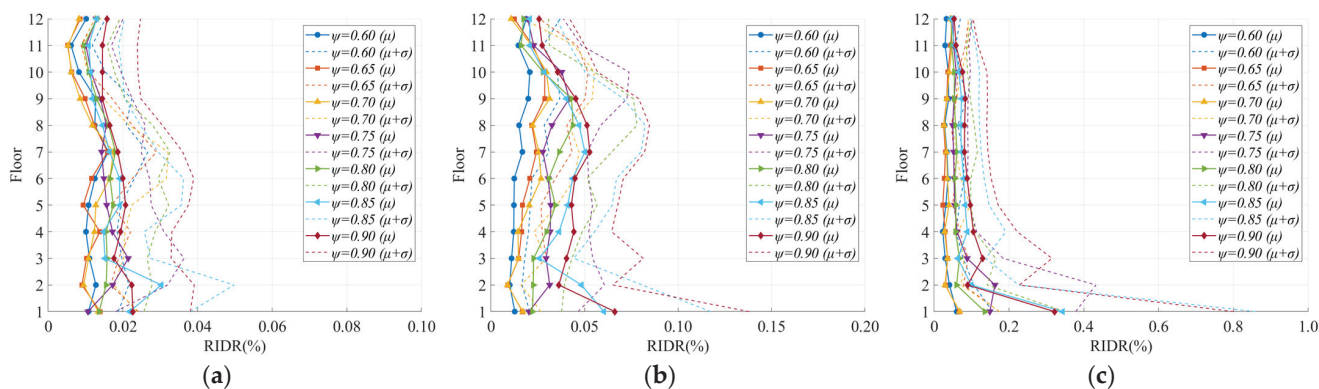 Floor
12
11
10
9
8
7
6
5
4
3
2
1
0
0.02
0.04
0.06
0.08
0.10
RIDR(%)
ψ=0.60 (μ)
ψ=0.60 (μ+σ)
ψ=0.65 (μ)
ψ=0.65 (μ+σ)
ψ=0.70 (μ)
ψ=0.70 (μ+σ)
ψ=0.75 (μ)
ψ=0.75 (μ+σ)
ψ=0.80 (μ)
ψ=0.80 (μ+σ)
ψ=0.85 (μ)
ψ=0.85 (μ+σ)
ψ=0.90 (μ)
ψ=0.90 (μ+σ)
(a)
Floor
12
11
10
9
8
7
6
5
4
3
2
1
0
0.05
0.10
0.15
0.20
RIDR(%)
ψ=0.60 (μ)
ψ=0.60 (μ+σ)
ψ=0.65 (μ)
ψ=0.65 (μ+σ)
ψ=0.70 (μ)
ψ=0.70 (μ+σ)
ψ=0.75 (μ)
ψ=0.75 (μ+σ)
ψ=0.80 (μ)
ψ=0.80 (μ+σ)
ψ=0.85 (μ)
ψ=0.85 (μ+σ)
ψ=0.90 (μ)
ψ=0.90 (μ+σ)
(b)
Floor
12
11
10
9
8
7
6
5
4
3
2
1
0
0.2
0.4
0.6
0.8
1.0
RIDR(%)
ψ=0.60 (μ)
ψ=0.60 (μ+σ)
ψ=0.65 (μ)
ψ=0.65 (μ+σ)
ψ=0.70 (μ)
ψ=0.70 (μ+σ)
ψ=0.75 (μ)
ψ=0.75 (μ+σ)
ψ=0.80 (μ)
ψ=0.80 (μ+σ)
ψ=0.85 (μ)
ψ=0.85 (μ+σ)
ψ=0.90 (μ)
ψ=0.90 (μ+σ)
(c)